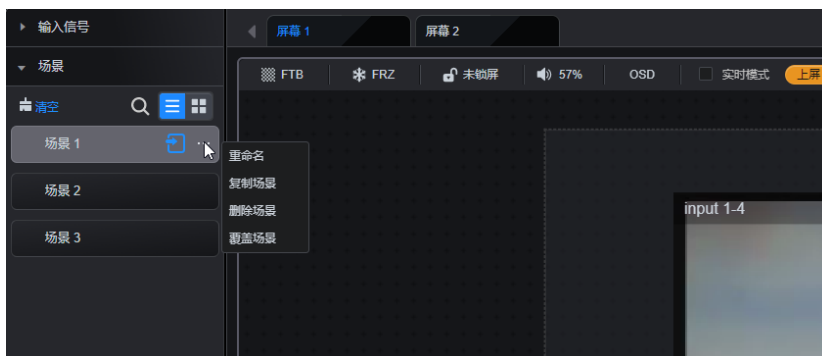 输入信号
屏幕 1
屏幕 2
场景
FTB
FRZ
未锁屏
57%
OSD
实时模式
上屏
清空
场景 1
重命名
复制场景
场景 2
删除场景
input 1-4
场景 3
覆盖场景